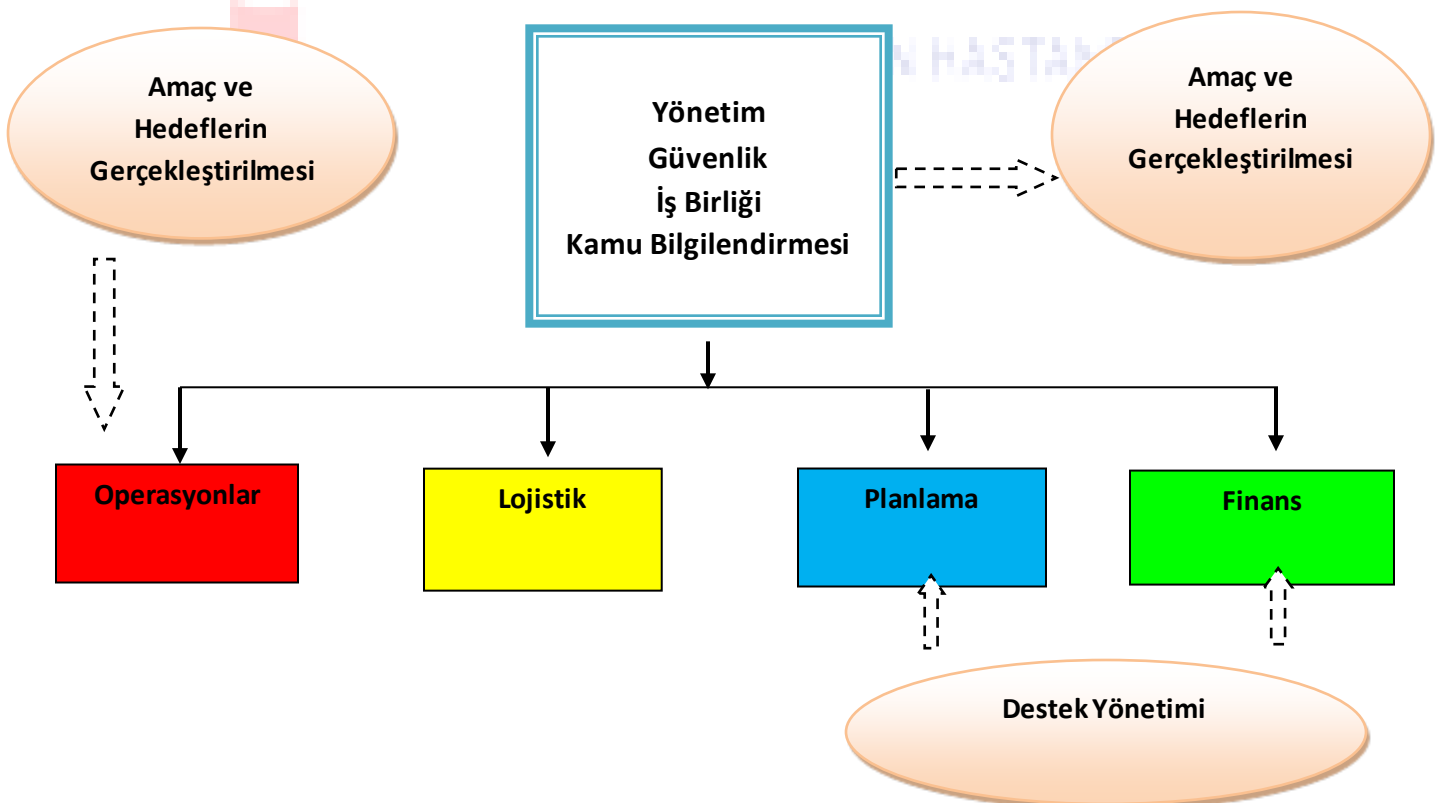 Amaç ve
Hedeflerin
Gerçekleştirilmesi
Yönetim
Güvenlik
İş Birliği
Kamu Bilgilendirmesi
Amaç ve
Hedeflerin
Gerçekleştirilmesi
Operasyonlar
Lojistik
Planlama
Finans
Destek Yönetimi